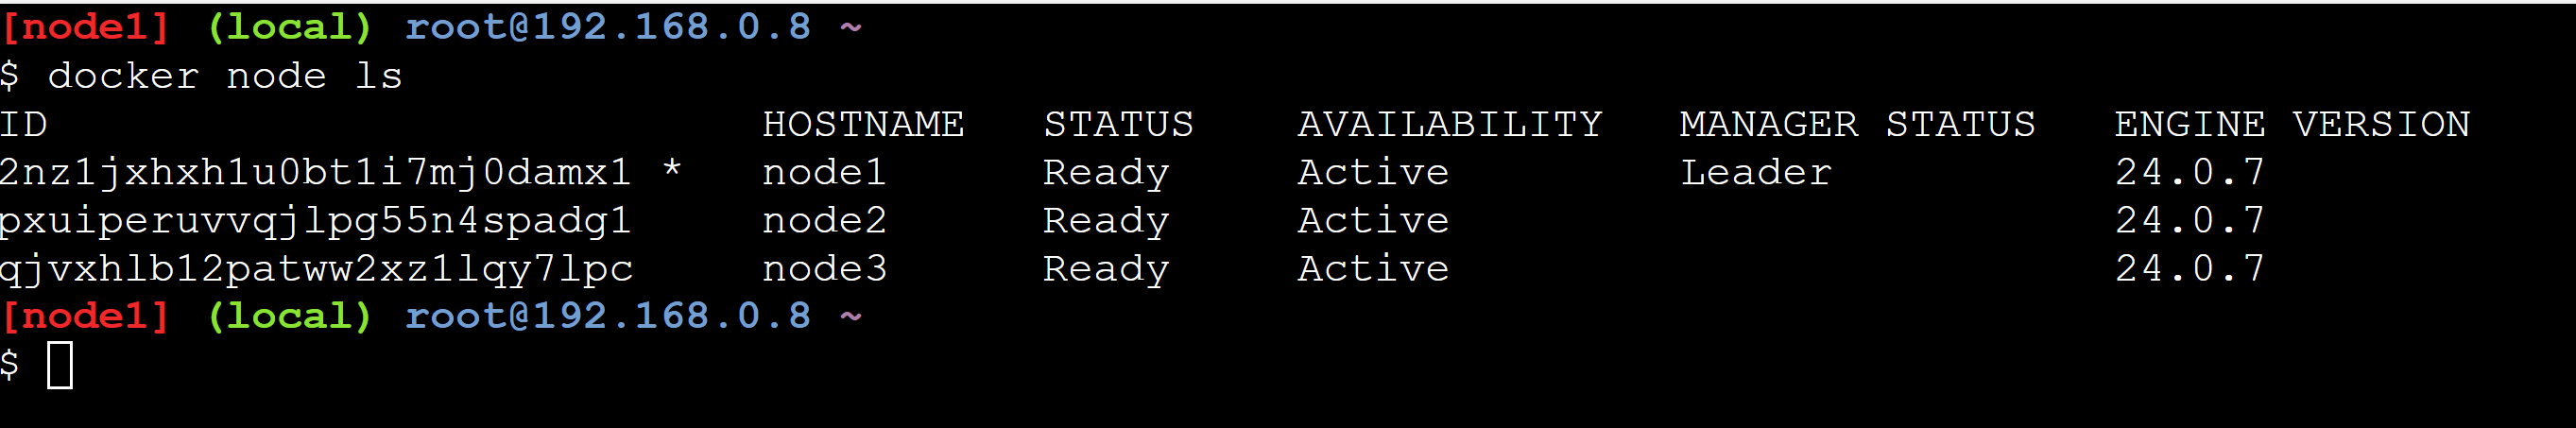 [node1] (local) root@192.168.0.8 ~
$ docker node ls
ID                            HOSTNAME   STATUS    AVAILABILITY   MANAGER STATUS   ENGINE VERSION
2nz1jxhxh1u0bt1i7mj0damx1 *   node1      Ready     Active         Leader           24.0.7
pxuiperuvvqjlpg55n4spadg1     node2      Ready     Active                          24.0.7
qjvxhlb12patww2xz1lqy7lpc     node3      Ready     Active                          24.0.7
[node1] (local) root@192.168.0.8 ~
$